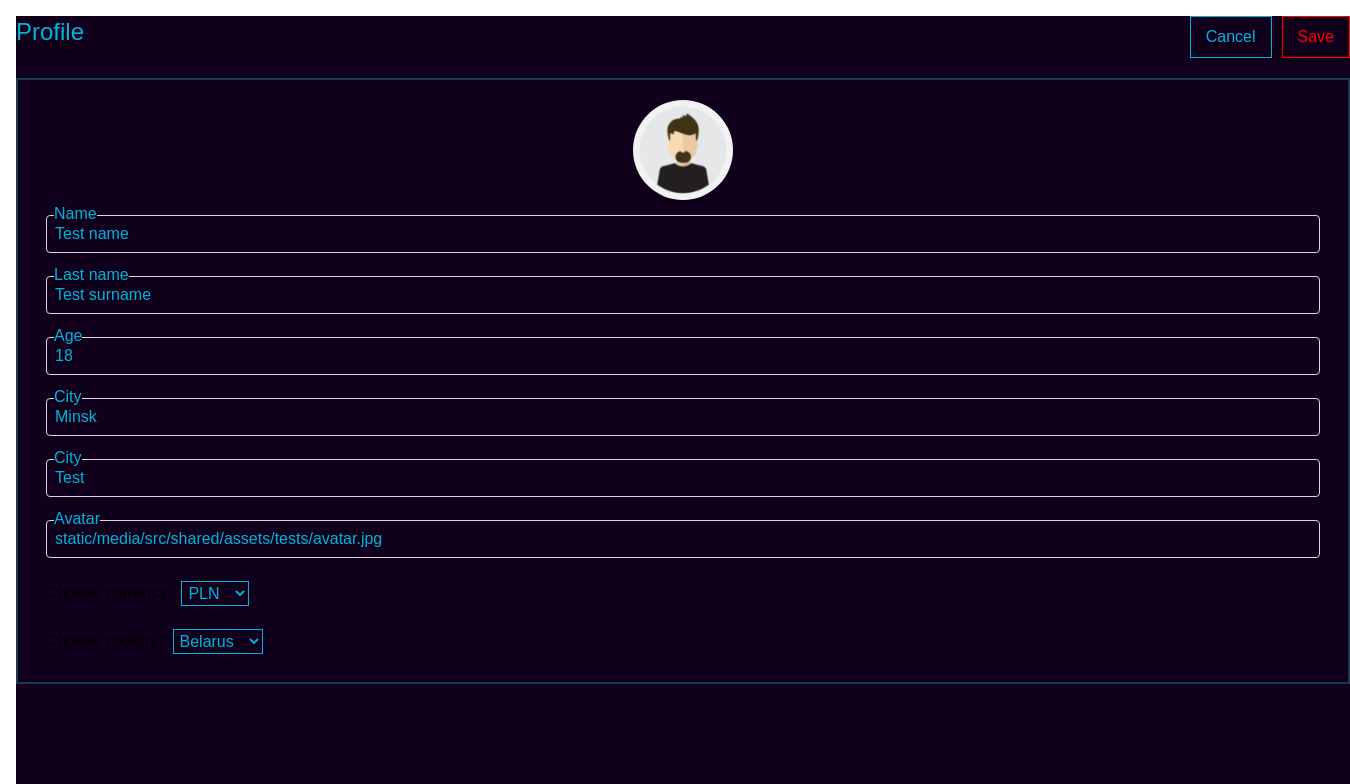 Profile
Cancel
Save
Name
Test name
Last name
Test surname
Age
18
City
Minsk
City
Test
Avatar
static/media/src/shared/assets/tests/avatar.jpg
Choose currency
PLN
Choose country
Belarus